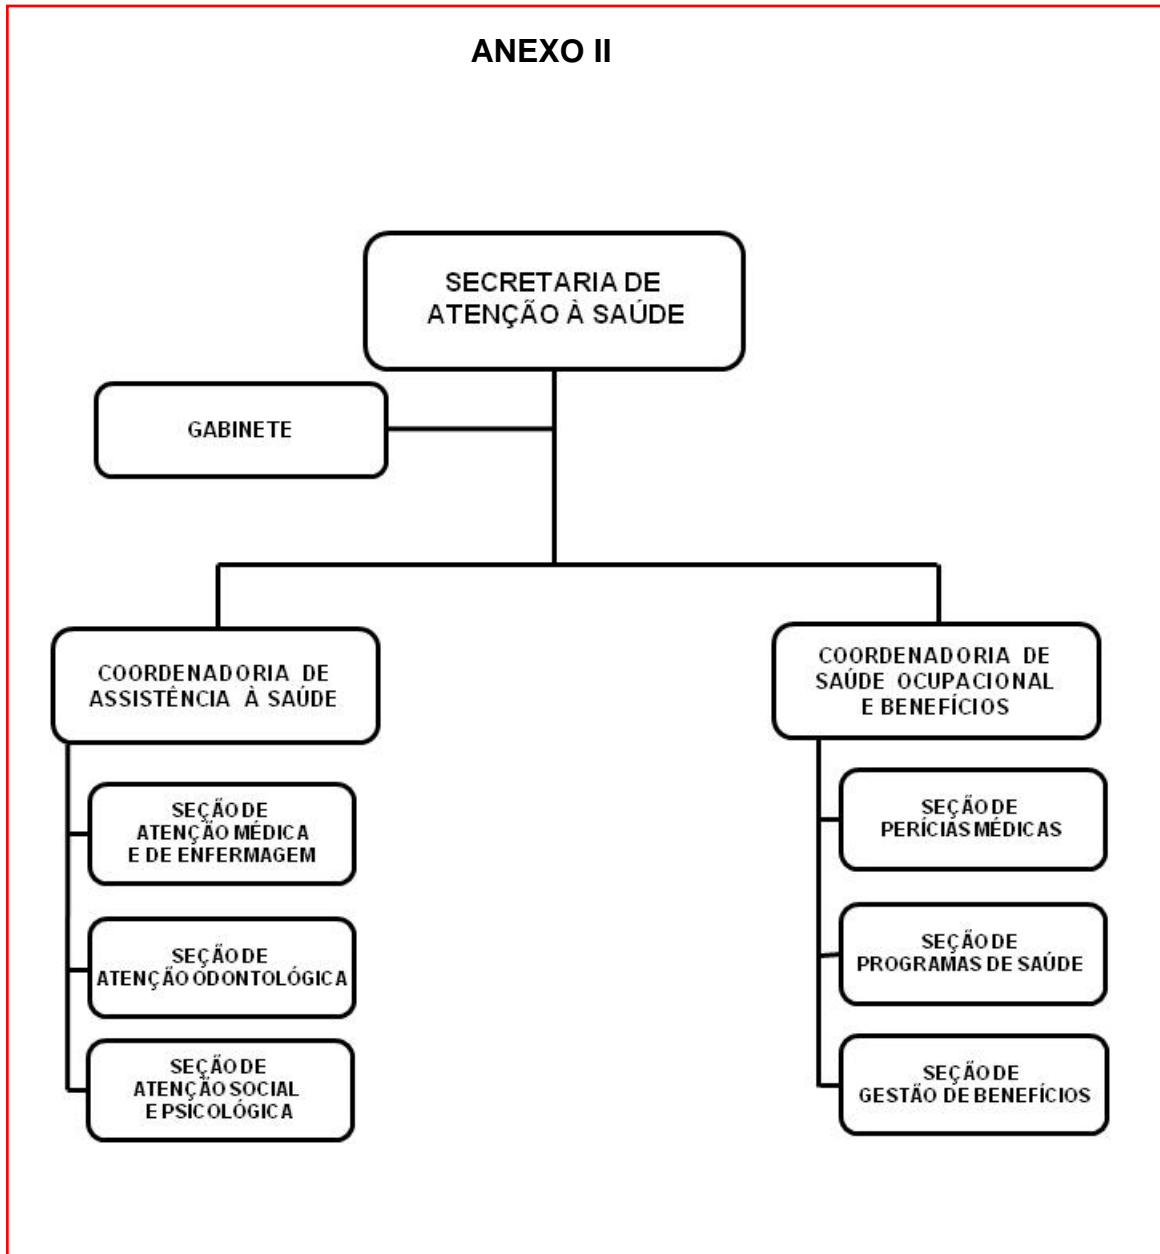 ANEXO II
SECRETARIA DE
ATENÇÃO À SAÚDE
GABINETE
COORDENADORIA DE
ASSISTÊNCIA À SAÚDE
SEÇÃO DE
ATENÇÃO MÉDICA
E DE ENFERMAGEM
SEÇÃO DE
ATENÇÃO ODONTOLÓGICA
SEÇÃO DE
ATENÇÃO SOCIAL
E PSICOLÓGICA
COORDENADORIA DE
SAÚDE OCUPACIONAL
E BENEFÍCIOS
SEÇÃO DE
PERÍCIAS MÉDICAS
SEÇÃO DE
PROGRAMAS DE SAÚDE
SEÇÃO DE
GESTÃO DE BENEFÍCIOS